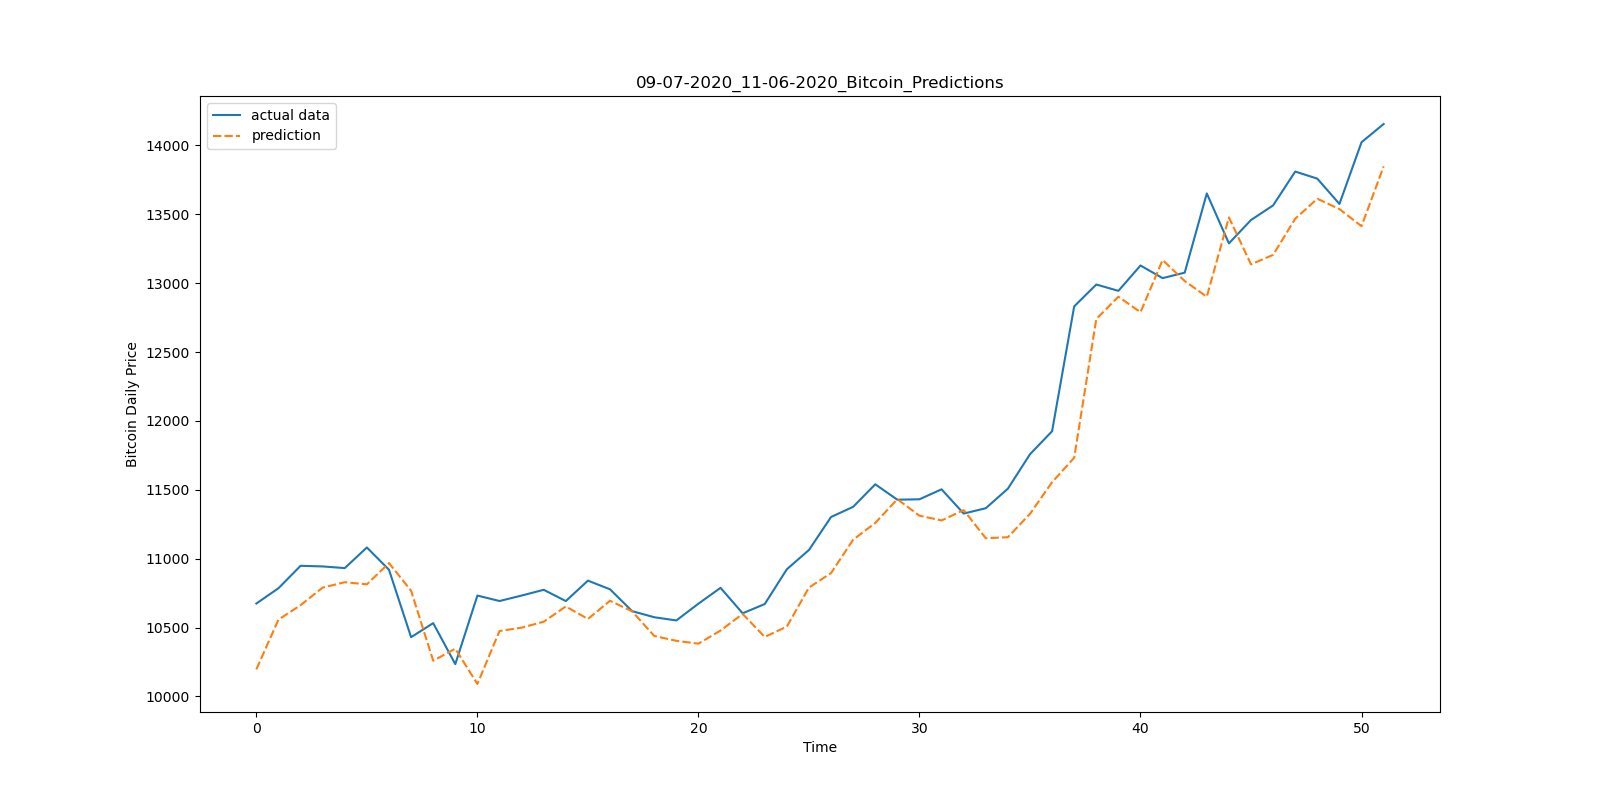 09-07-2020_11-06-2020_Bitcoin_Predictions
actual data
prediction
14000
13500
13000
12500
12000
11500
11000
10500
10000
Bitcoin Daily Price
0 10 20 30 40 50
Time